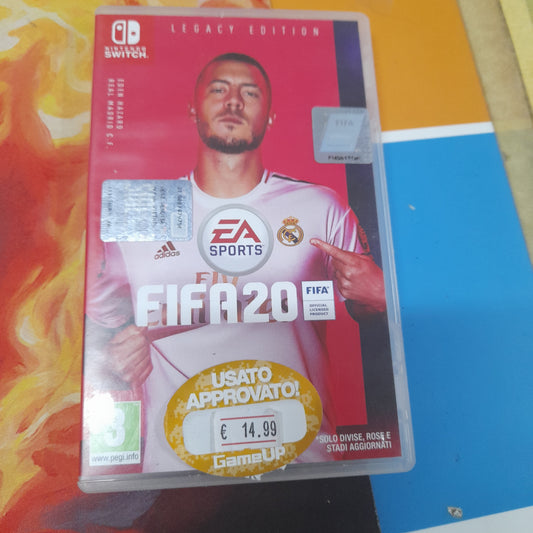 LEGACY EDITION
NINTENDO
SWITCH
EDEN HAZARD
REAL MADRID C.F.
FIFA
EA
SPORTS
adidas
FIFA 20
FIFA
OFFICIAL
LICENSED
PRODUCT
USATO
APPROVATO!
€ 14.99
GameUP
*SOLO DIVISE, ROSE E
STADI AGGIORNATI
3
www.pegi.info